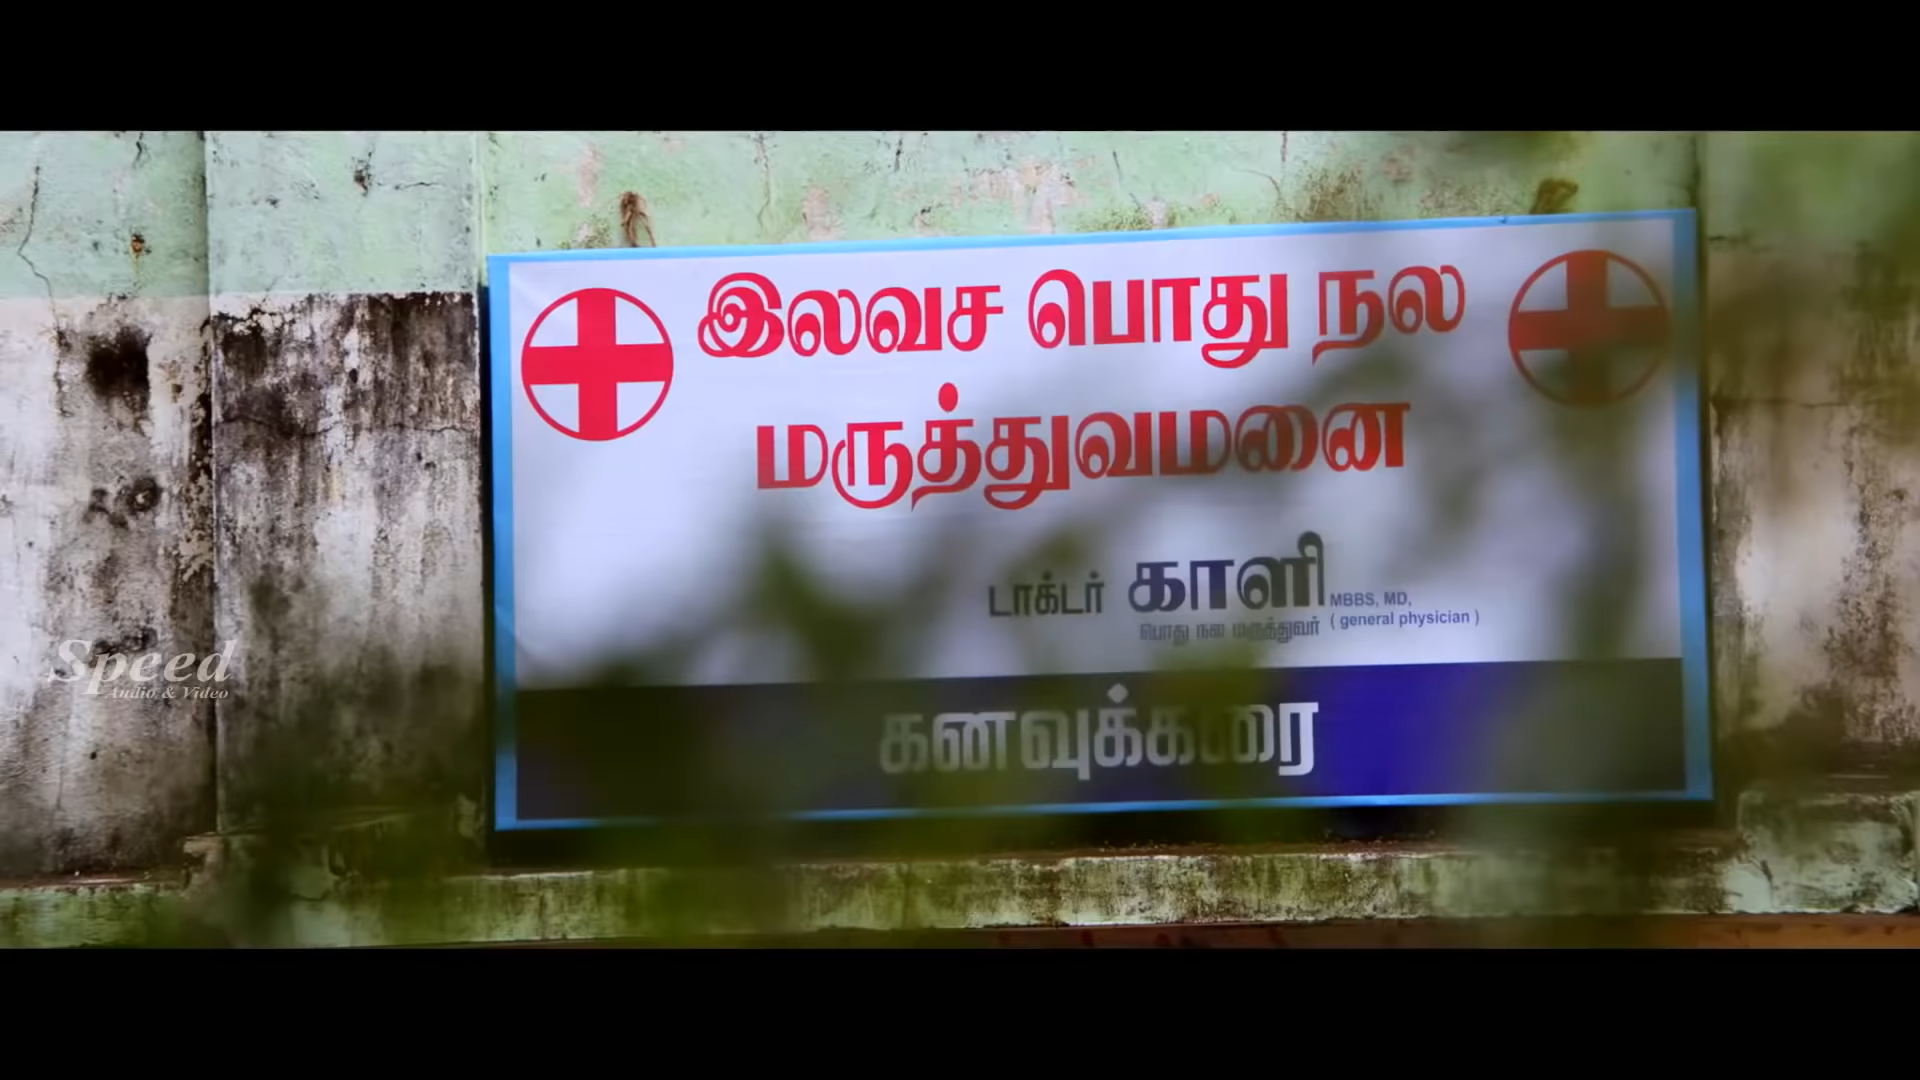 இலவச பொது நல
மருத்துவமனை
டாக்டர் காளி MBBS, MD,
பொது நல மருத்துவர் ( general physician )
கனவுக்கரை
Speed
Audio & Video